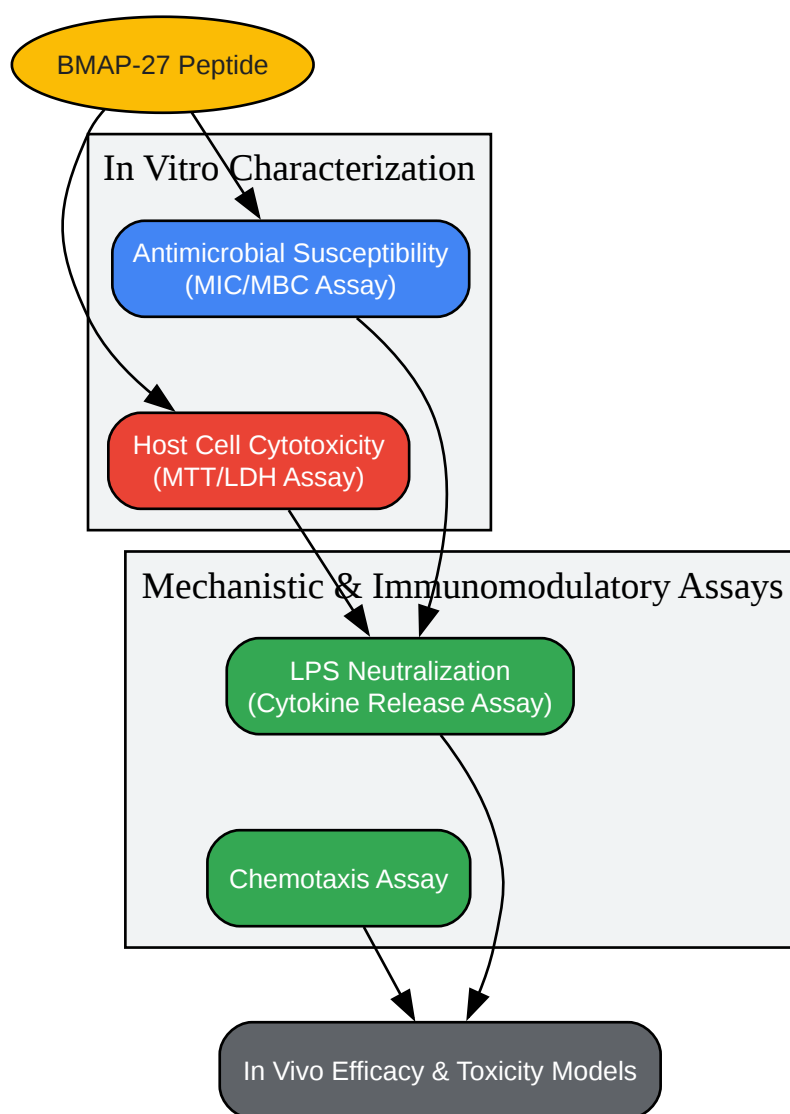 BMAP-27 Peptide
In Vitro Characterization
Antimicrobial Susceptibility
(MIC/MBC Assay)
Host Cell Cytotoxicity
(MTT/LDH Assay)
Mechanistic & Immunomodulatory Assays
LPS Neutralization
(Cytokine Release Assay)
Chemotaxis Assay
In Vivo Efficacy & Toxicity Models